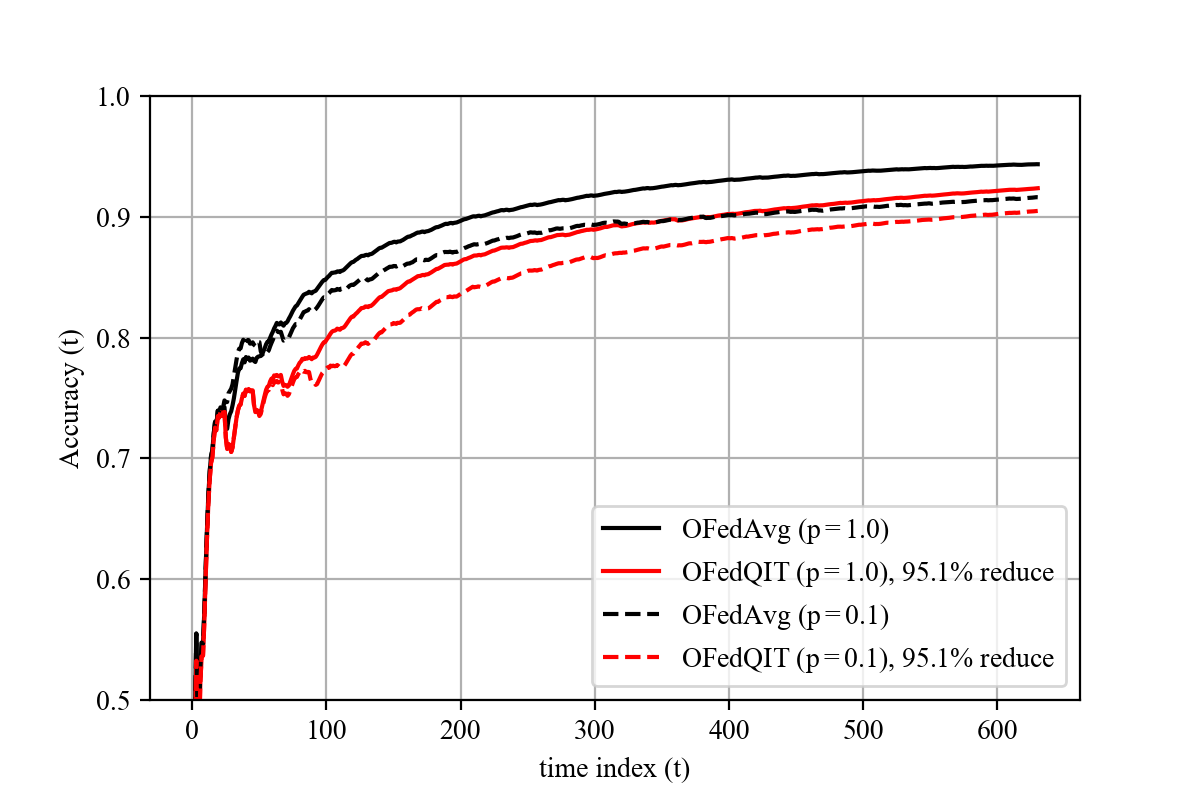 1.0
0.9
0.8
0.7
0.6
0.5
Accuracy (t)
OFedAvg (p=1.0)
OFedQIT (p=1.0), 95.1% reduce
OFedAvg (p=0.1)
OFedQIT (p=0.1), 95.1% reduce
0 100 200 300 400 500 600
time index (t)